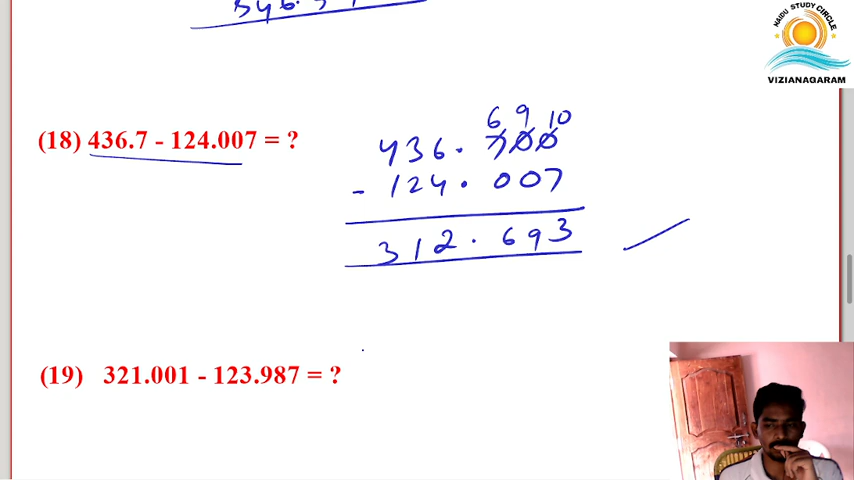 NAIDU STUDY CIRCLE
VIZIANAGARAM
6 9 10
(18) 436.7 - 124.007 = ?
436.700
- 124.007
312.693
(19) 321.001 - 123.987 = ?